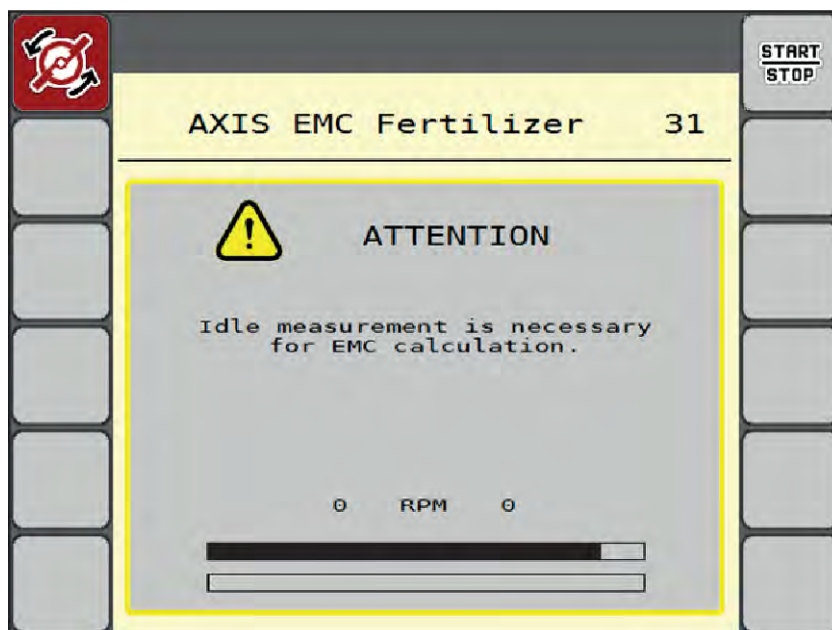 START
STOP
AXIS EMC Fertilizer 31
ATTENTION
Idle measurement is necessary
for EMC calculation.
0 RPM 0